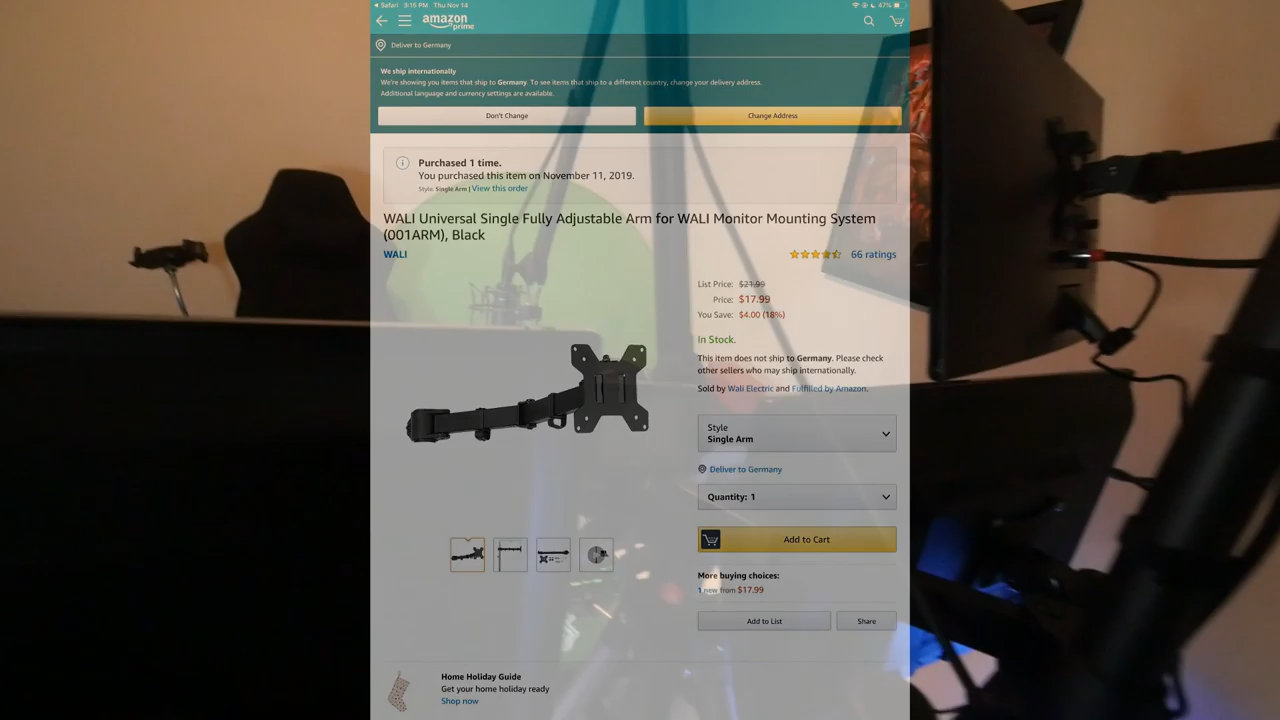 Safari 3:15 PM Thu Nov 14
47%
amazon
prime
Deliver to Germany
We ship internationally
We're showing you items that ship to Germany. To see items that ship to a different country, change your delivery address.
Additional language and currency settings are available.
Don't Change
Change Address
Purchased 1 time.
You purchased this item on November 11, 2019.
Style: Single Arm | View this order
WALI Universal Single Fully Adjustable Arm for WALI Monitor Mounting System
(001ARM), Black
WALI
66 ratings
List Price: $21.99
Price: $17.99
You Save: $4.00 (18%)
In Stock.
This item does not ship to Germany. Please check
other sellers who may ship internationally.
Sold by Wali Electric and Fulfilled by Amazon.
Style
Single Arm
Deliver to Germany
Quantity: 1
Add to Cart
More buying choices:
1 new from $17.99
Add to List
Share
Home Holiday Guide
Get your home holiday ready
Shop now